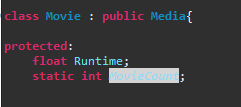 class Movie : public Media{
protected:
float Runtime;
static int MovieCount;